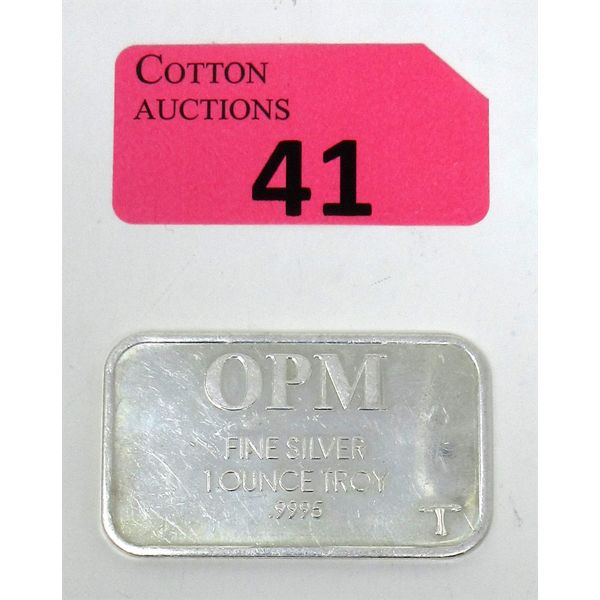 COTTON
AUCTIONS
41
OPM
FINE SILVER
1 OUNCE TROY
.9995
T